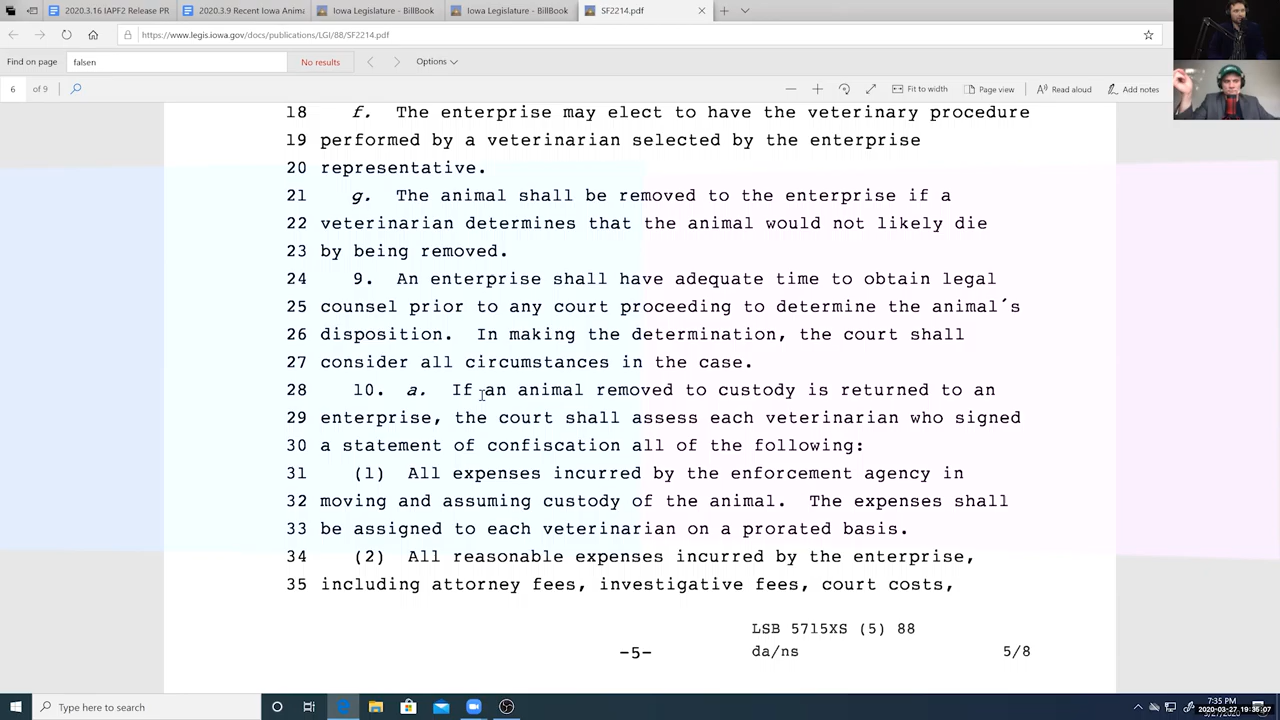 2020.3.16 IAPF2 Release PR
2020.3.9 Recent Iowa Anima
Iowa Legislature - BillBook
Iowa Legislature - BillBook
SF2214.pdf
https://www.legis.iowa.gov/docs/publications/LGI/88/SF2214.pdf
Find on page falsen No results Options
6 of 9 Fit to width Page view Read aloud Add notes
18 f. The enterprise may elect to have the veterinary procedure
19 performed by a veterinarian selected by the enterprise
20 representative.
21 g. The animal shall be removed to the enterprise if a
22 veterinarian determines that the animal would not likely die
23 by being removed.
24 9. An enterprise shall have adequate time to obtain legal
25 counsel prior to any court proceeding to determine the animal´s
26 disposition. In making the determination, the court shall
27 consider all circumstances in the case.
28 10. a. If an animal removed to custody is returned to an
29 enterprise, the court shall assess each veterinarian who signed
30 a statement of confiscation all of the following:
31 (1) All expenses incurred by the enforcement agency in
32 moving and assuming custody of the animal. The expenses shall
33 be assigned to each veterinarian on a prorated basis.
34 (2) All reasonable expenses incurred by the enterprise,
35 including attorney fees, investigative fees, court costs,
LSB 5715XS (5) 88
-5- da/ns 5/8
Type here to search
7:35 PM
2020-03-27 19:35:07